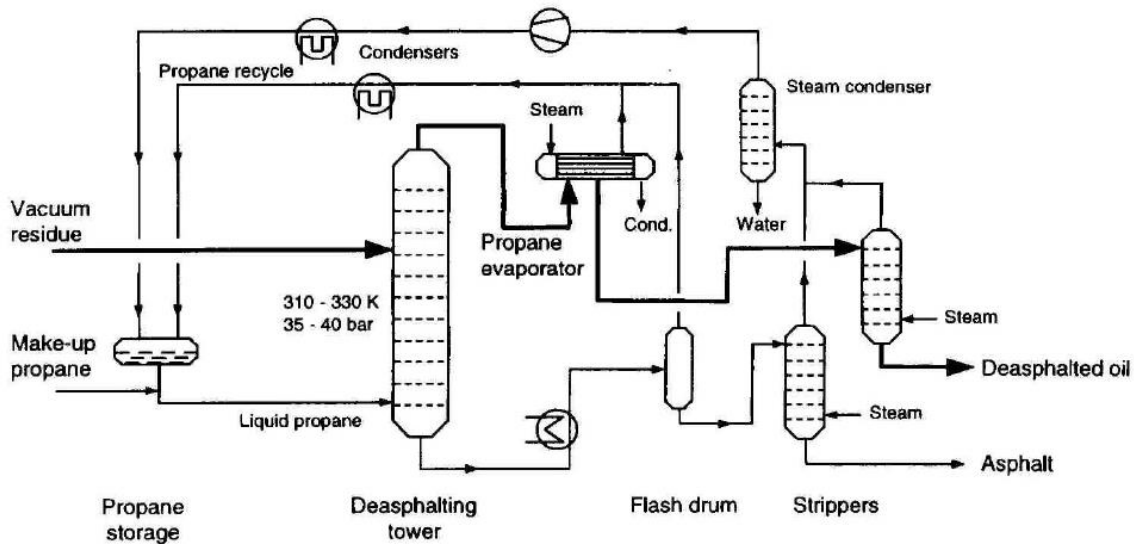 Condensers
Propane recycle
Steam condenser
Steam
Vacuum
residue
Cond.
Water
Propane
evaporator
310 - 330 K
35 - 40 bar
Steam
Make-up
propane
Deasphalted oil
Liquid propane
Steam
Asphalt
Propane
storage
Deasphalting
tower
Flash drum
Strippers